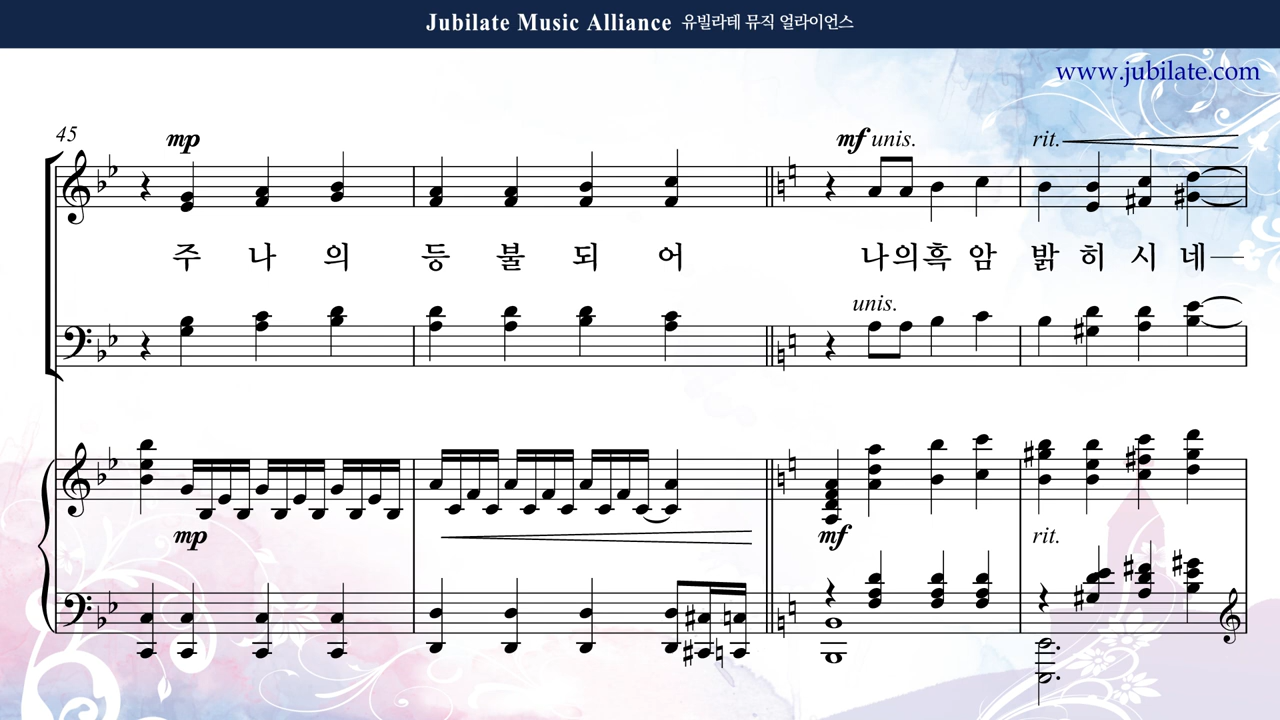 Jubilate Music Alliance 유빌라테 뮤직 얼라이언스
www.jubilate.com
45
mp mf unis. rit.
주 나 의 등 불 되 어 나의흑 암 밝 히 시 네
unis.
mp mf rit.